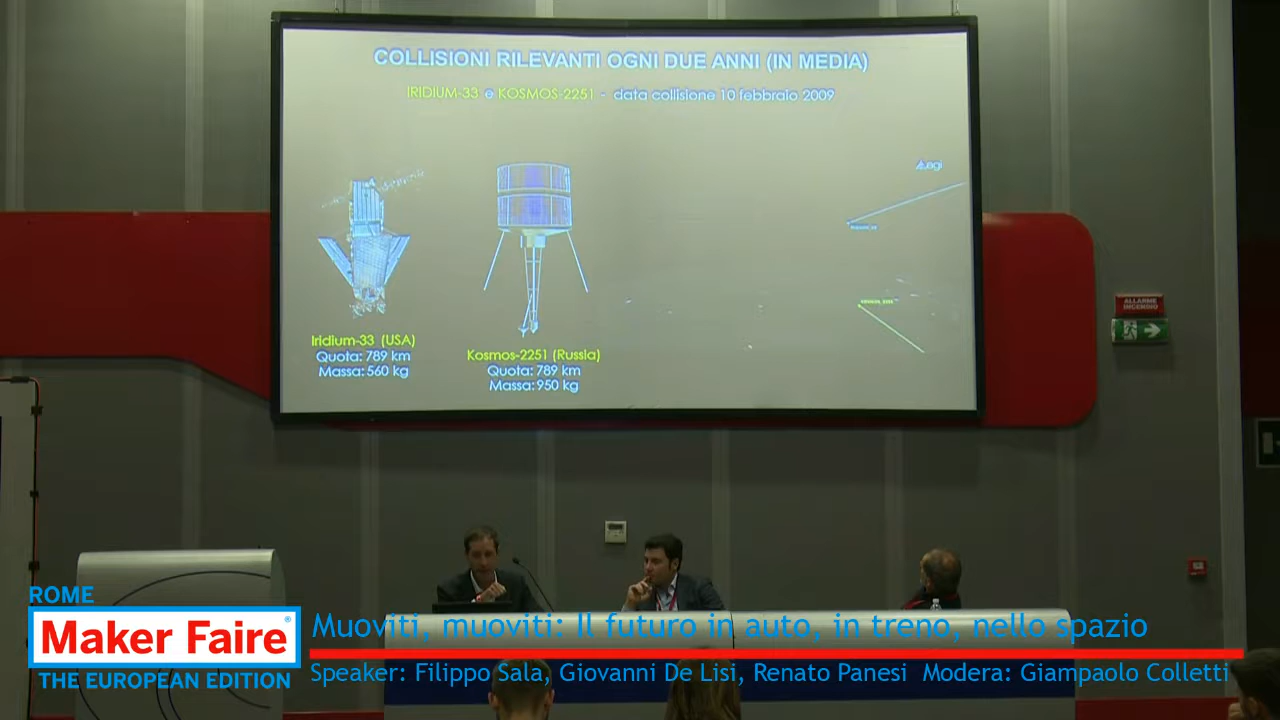 COLLISIONI RILEVANTI OGNI DUE ANNI (IN MEDIA)
IRIDIUM-33 e KOSMOS-2251 - data collisione 10 febbraio 2009
agi
Iridium-33 (USA)
Quota: 789 km
Massa: 560 kg
Kosmos-2251 (Russia)
Quota: 789 km
Massa: 950 kg
ALLARME
INCENDIO
ROME
Maker Faire®
THE EUROPEAN EDITION
Muoviti, muoviti: Il futuro in auto, in treno, nello spazio
Speaker: Filippo Sala, Giovanni De Lisi, Renato Panesi Modera: Giampaolo Colletti